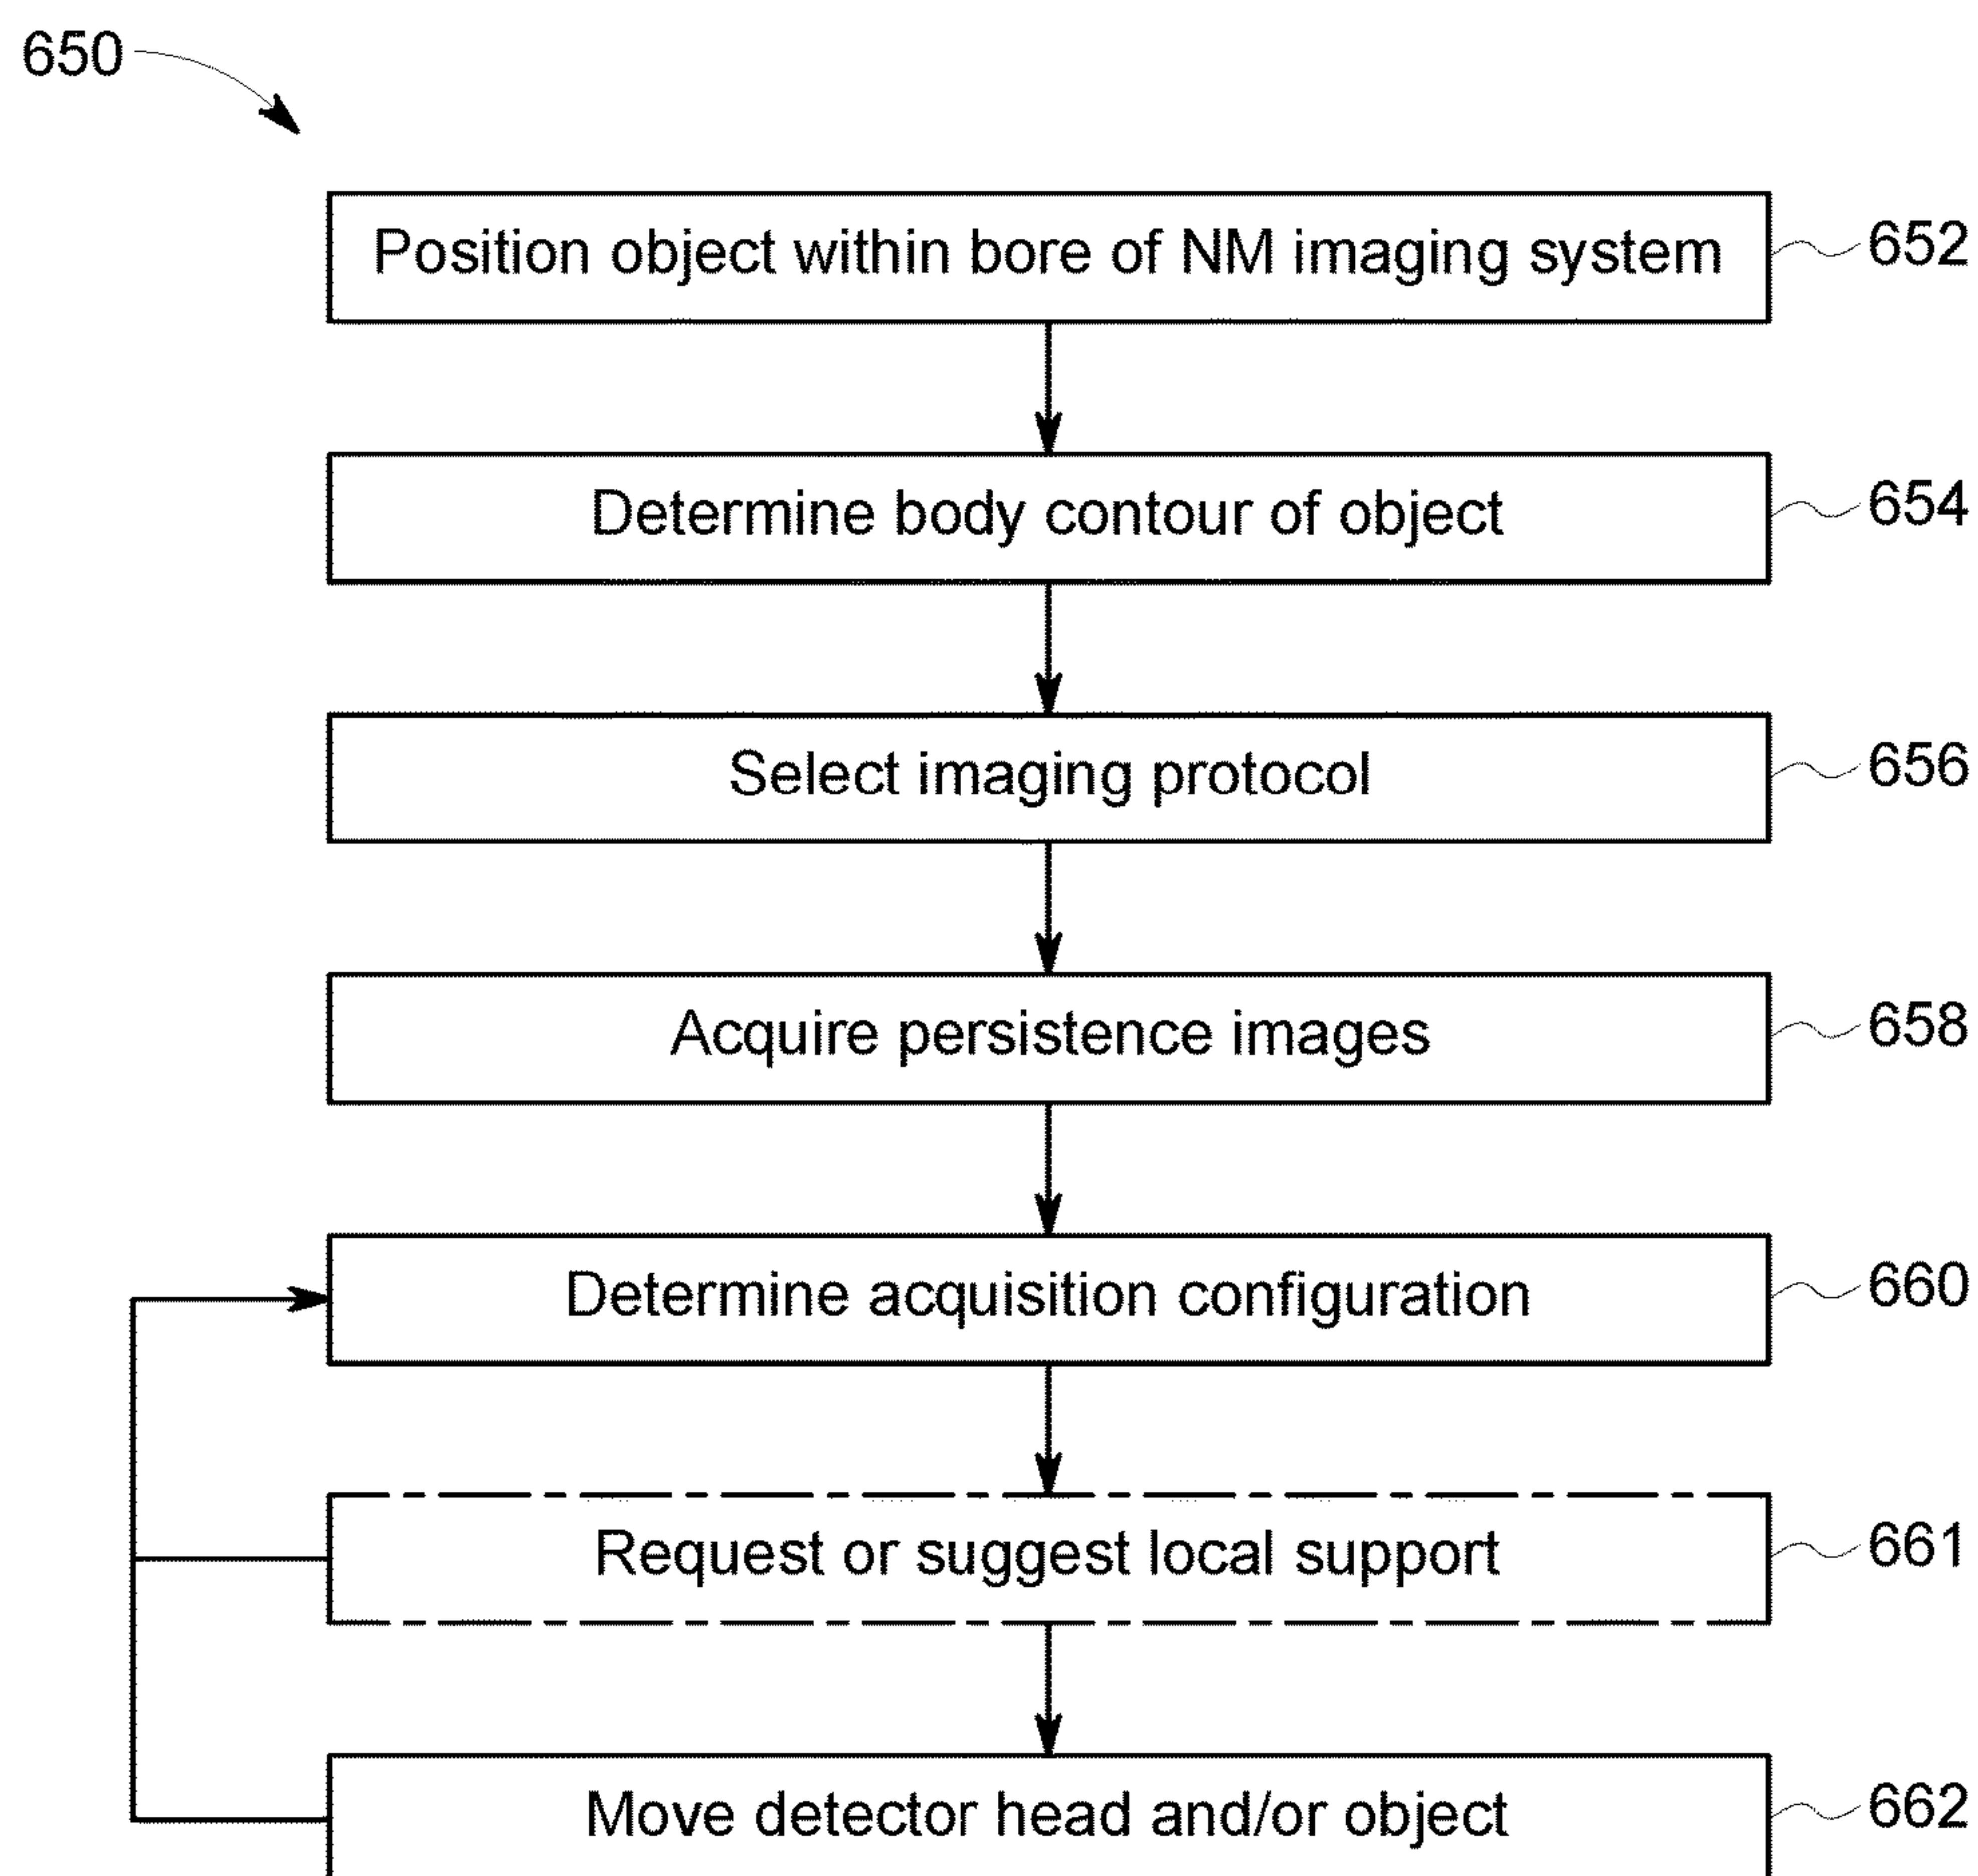 650
Position object within bore of NM imaging system 652
Determine body contour of object 654
Select imaging protocol 656
Acquire persistence images 658
Determine acquisition configuration 660
Request or suggest local support 661
Move detector head and/or object 662